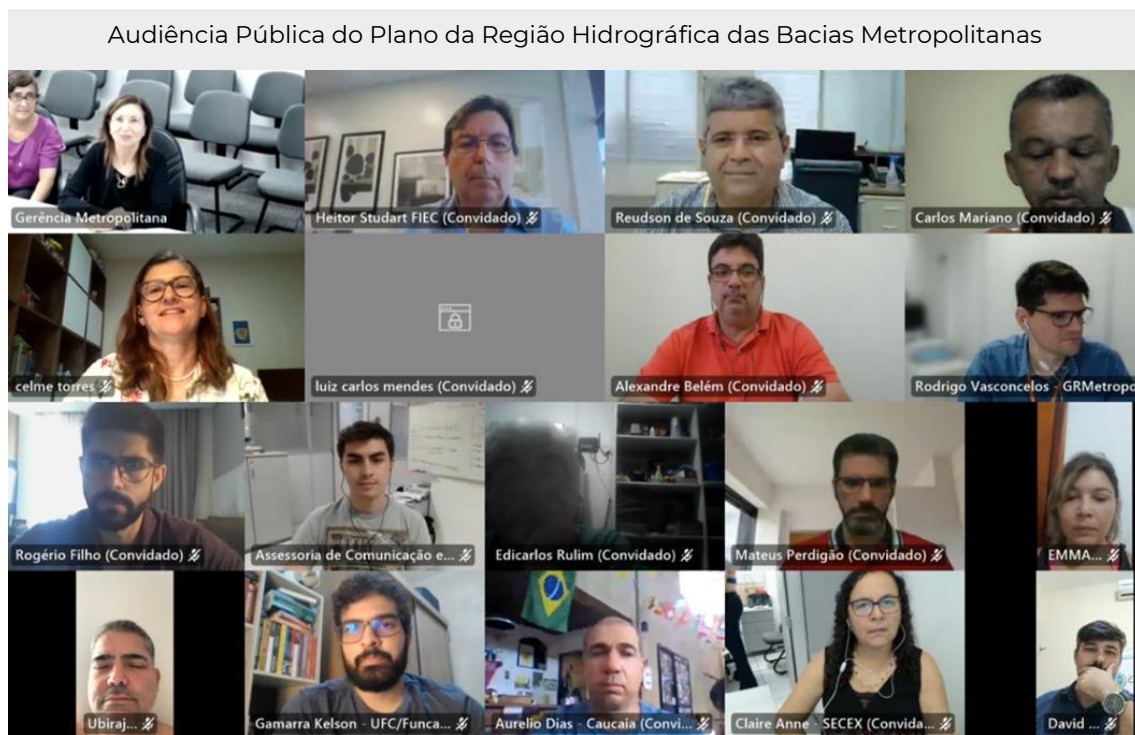 Audiência Pública do Plano da Região Hidrográfica das Bacias Metropolitanas
Gerência Metropolitana
Heitor Studart FIEC (Convidado)
Reudson de Souza (Convidado)
Carlos Mariano (Convidado)
celme torres
luiz carlos mendes (Convidado)
Alexandre Belém (Convidado)
Rodrigo Vasconcelos - GRMetropo
Rogério Filho (Convidado)
Assessoria de Comunicação e...
Edicarlos Rulim (Convidado)
Mateus Perdigão (Convidado)
EMMA...
Ubiraj...
Gamarra Kelson - UFC/Funca...
Aurelio Dias - Caucaia (Convi...
Claire Anne - SECEX (Convida...
David ...